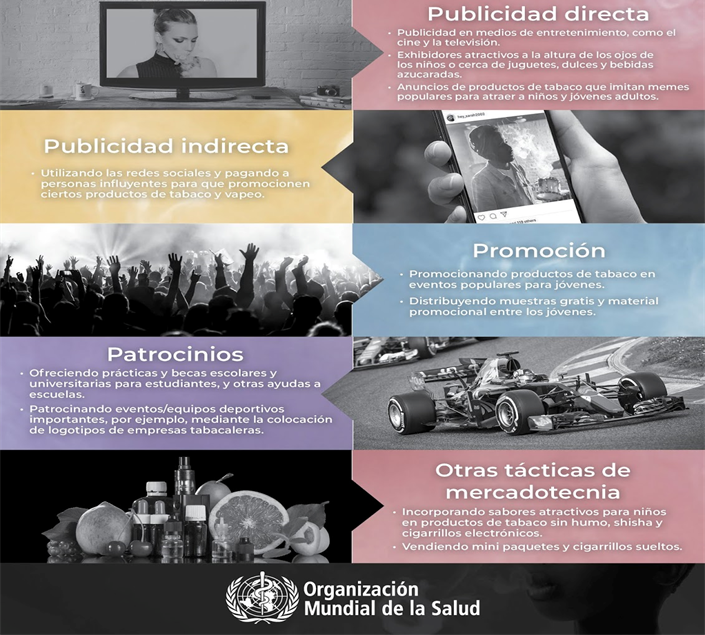 Publicidad directa
• Publicidad en medios de entretenimiento, como el
cine y la televisión.
• Exhibidores atractivos a la altura de los ojos de
los niños o cerca de juguetes, dulces y bebidas
azucaradas.
• Anuncios de productos de tabaco que imitan memes
populares para atraer a niños y jóvenes adultos.
Publicidad indirecta
• Utilizando las redes sociales y pagando a
personas influyentes para que promocionen
ciertos productos de tabaco y vapeo.
Promoción
• Promocionando productos de tabaco en
eventos populares para jóvenes.
• Distribuyendo muestras gratis y material
promocional entre los jóvenes.
Patrocinios
• Ofreciendo prácticas y becas escolares y
universitarias para estudiantes, y otras ayudas a
escuelas.
• Patrocinando eventos/equipos deportivos
importantes, por ejemplo, mediante la colocación
de logotipos de empresas tabacaleras.
Otras tácticas de
mercadotecnia
• Incorporando sabores atractivos para niños
en productos de tabaco sin humo, shisha y
cigarrillos electrónicos.
• Vendiendo mini paquetes y cigarrillos sueltos.
Organización
Mundial de la Salud